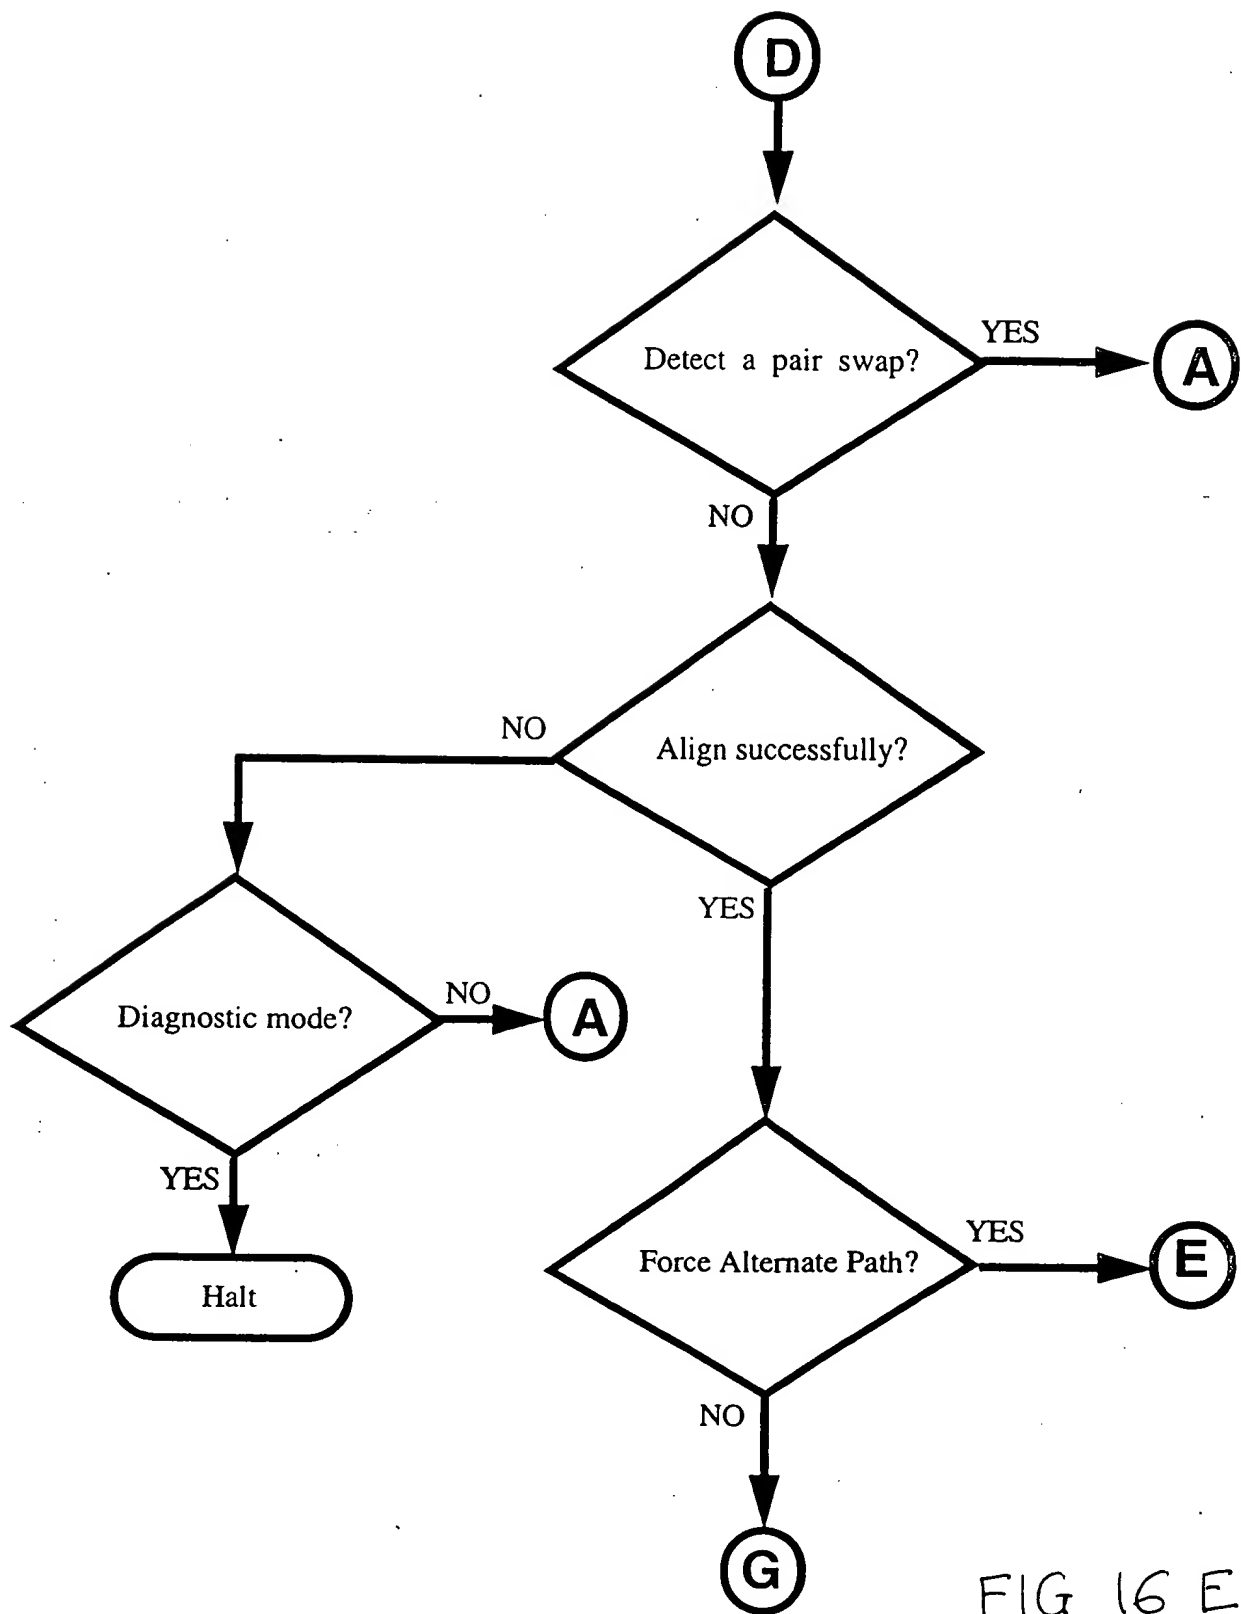 D
Detect a pair swap?
YES
A
NO
Align successfully?
NO
YES
Diagnostic mode?
NO
A
YES
Halt
Force Alternate Path?
YES
E
NO
G
FIG 16 E